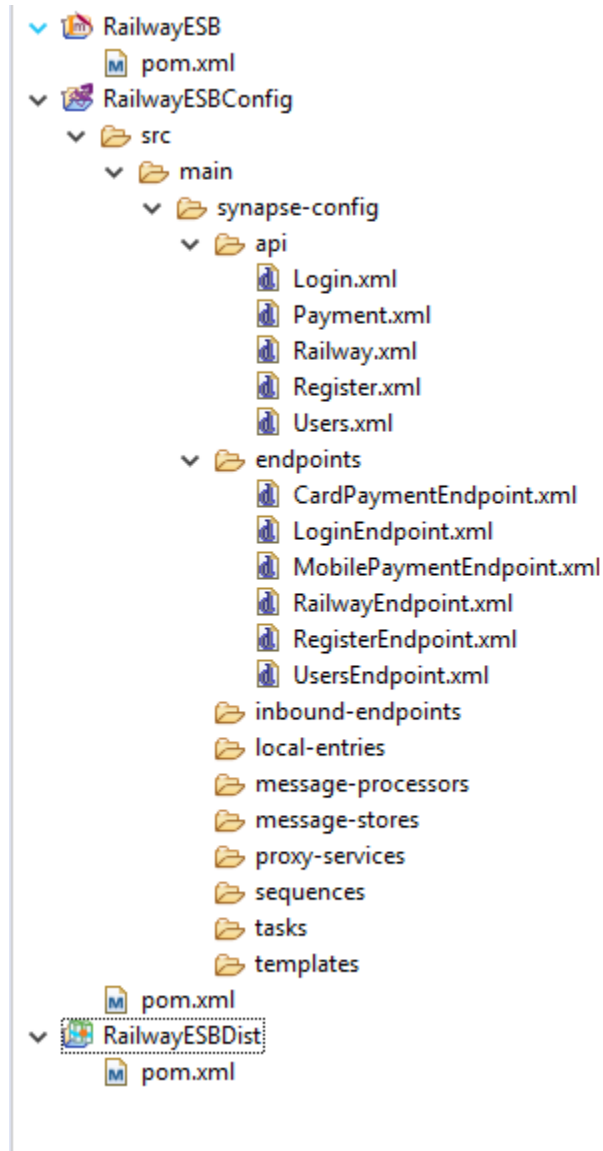 RailwayESB
pom.xml
RailwayESBConfig
src
main
synapse-config
api
Login.xml
Payment.xml
Railway.xml
Register.xml
Users.xml
endpoints
CardPaymentEndpoint.xml
LoginEndpoint.xml
MobilePaymentEndpoint.xml
RailwayEndpoint.xml
RegisterEndpoint.xml
UsersEndpoint.xml
inbound-endpoints
local-entries
message-processors
message-stores
proxy-services
sequences
tasks
templates
pom.xml
RailwayESBDist
pom.xml